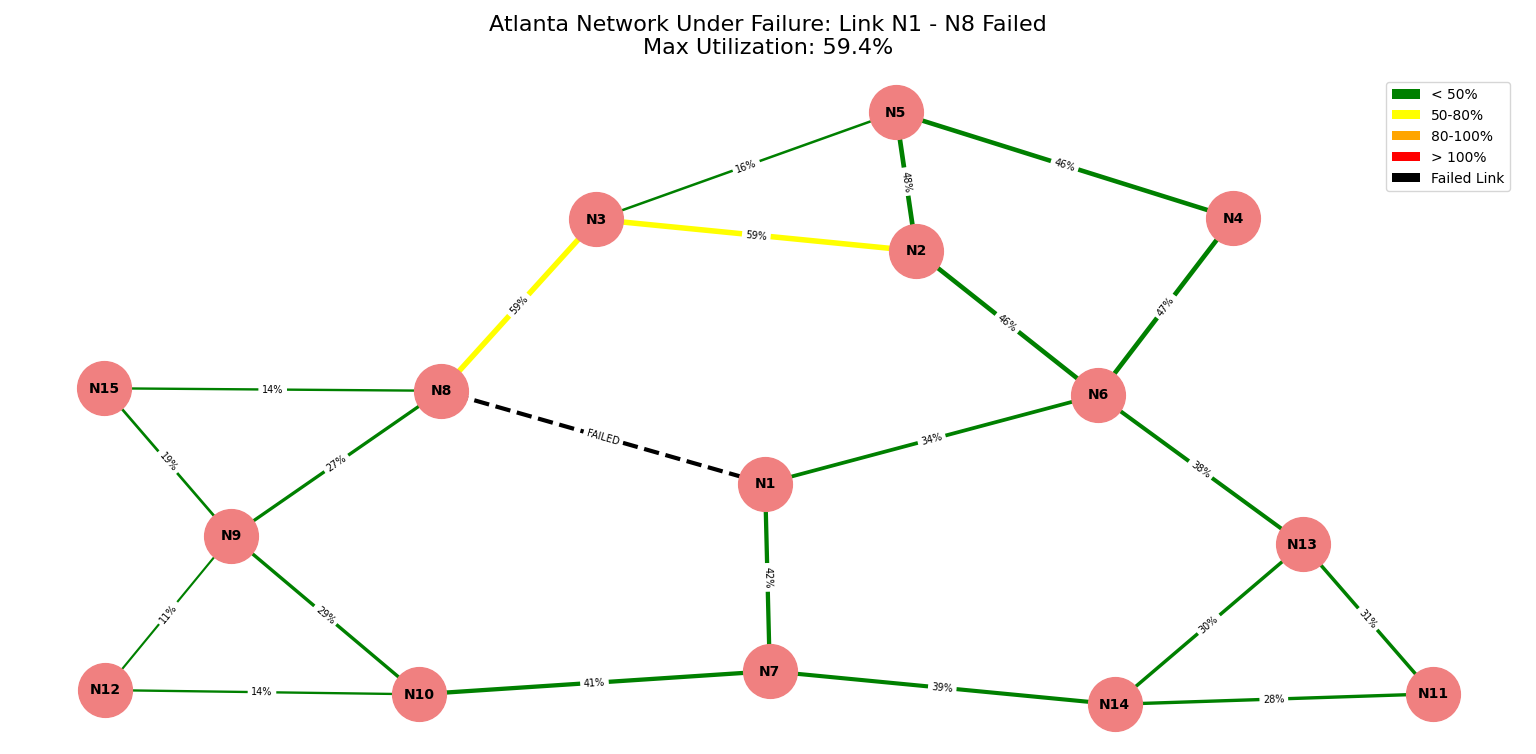 Atlanta Network Under Failure: Link N1 - N8 Failed
Max Utilization: 59.4%
< 50%
50-80%
80-100%
> 100%
Failed Link
N5
16%
46%
48%
N3
59%
N2
N4
59%
46%
47%
N15
14%
N8
N6
FAILED
34%
19%
27%
38%
N1
N9
N13
42%
11%
29%
30%
31%
N12
14%
N10
41%
N7
39%
N14
28%
N11